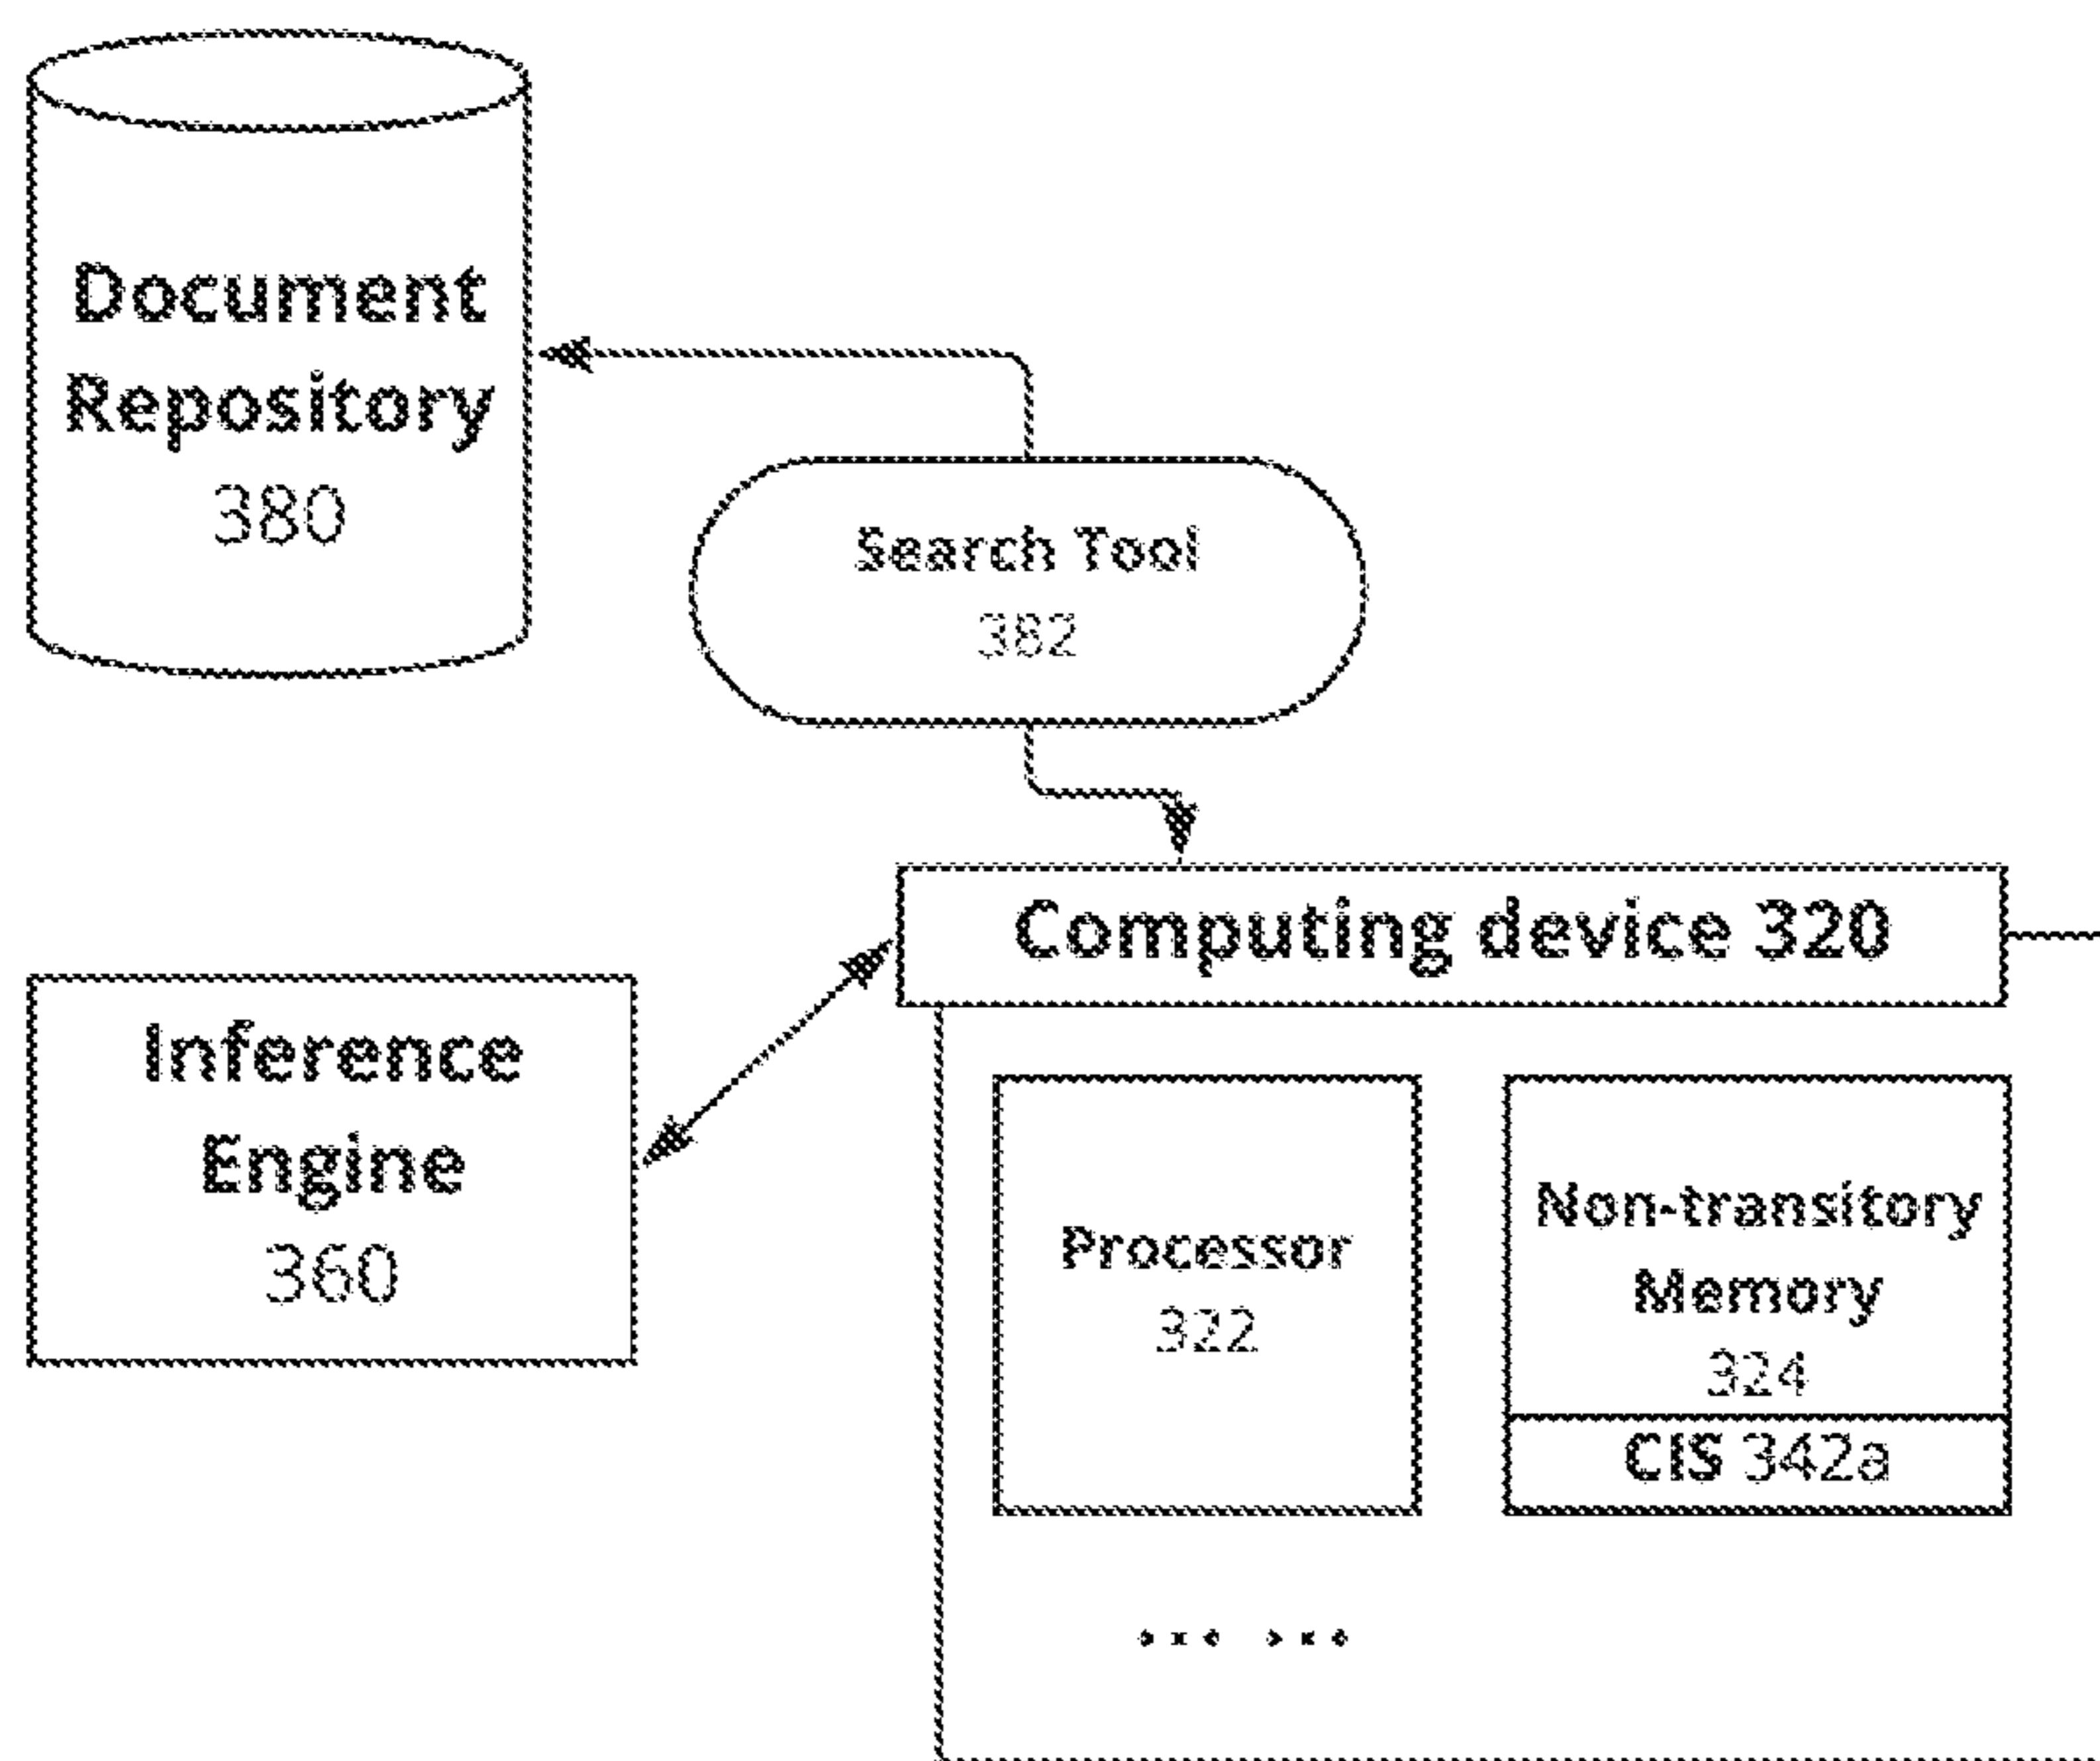 Document
Repository
380
Search Tool
382
Computing device 320
Inference
Engine
360
Processor
322
Non-transitory
Memory
324
CIS 342a
... ...